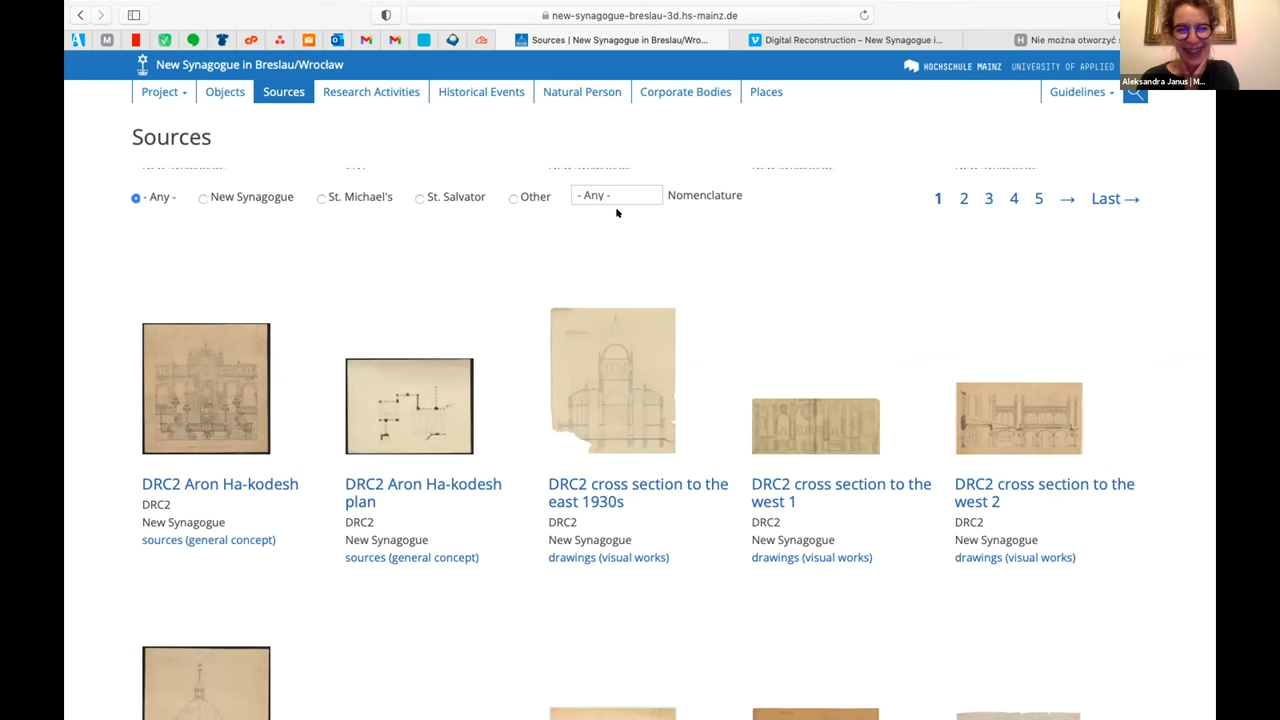 new-synagogue-breslau-3d.hs-mainz.de
Sources | New Synagogue in Breslau/Wro...
Digital Reconstruction – New Synagogue i...
Nie można otworzyć
New Synagogue in Breslau/Wrocław
HOCHSCHULE MAINZ UNIVERSITY OF APPLIED
Aleksandra Janus | M...
Project Objects Sources Research Activities Historical Events Natural Person Corporate Bodies Places Guidelines
Sources
- Any - New Synagogue St. Michael's St. Salvator Other - Any - Nomenclature 1 2 3 4 5 → Last →
DRC2 Aron Ha-kodesh
DRC2
New Synagogue
sources (general concept)
DRC2 Aron Ha-kodesh
plan
DRC2
New Synagogue
sources (general concept)
DRC2 cross section to the
east 1930s
DRC2
New Synagogue
drawings (visual works)
DRC2 cross section to the
west 1
DRC2
New Synagogue
drawings (visual works)
DRC2 cross section to the
west 2
DRC2
New Synagogue
drawings (visual works)